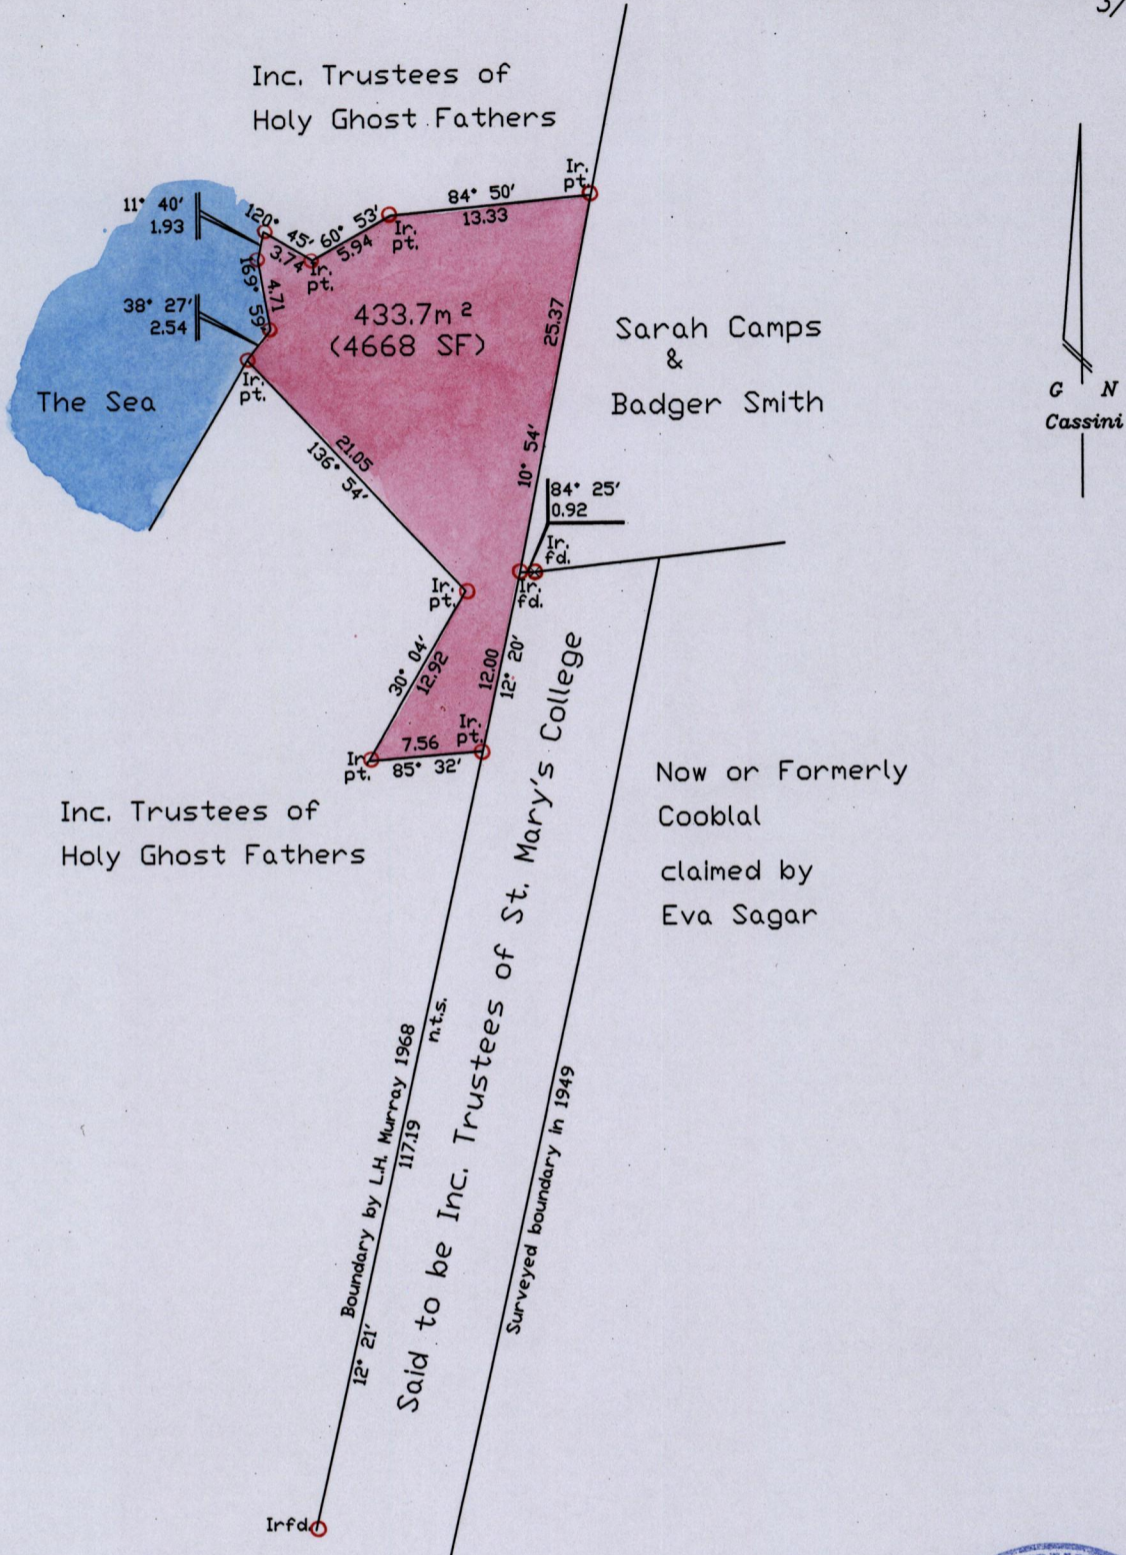 Inc. Trustees of
Holy Ghost Fathers
Ir.
pt.
84° 50'
13.33
11° 40'
1.93
120° 45'
3.74
60° 53'
5.94
Ir.
pt.
Ir.
pt.
169° 59'
4.71
38° 27'
2.54
433.7m²
(4668 SF)
25.37
10° 54'
Sarah Camps
&
Badger Smith
G N
Cassini
The Sea
Ir.
pt.
21.05
136° 54'
84° 25'
0.92
Ir.
fd.
Ir.
fd.
Ir.
pt.
30° 04'
12.92
12.00
12° 20'
Ir.
pt.
7.56
85° 32'
Ir.
pt.
Inc. Trustees of
Holy Ghost Fathers
Now or Formerly
Cooblal
claimed by
Eva Sagar
Said to be Inc. Trustees of St. Mary's College
n.t.s.
Boundary by L.H. Murray 1968
117.19
12° 21'
Surveyed boundary in 1949
Irfd.